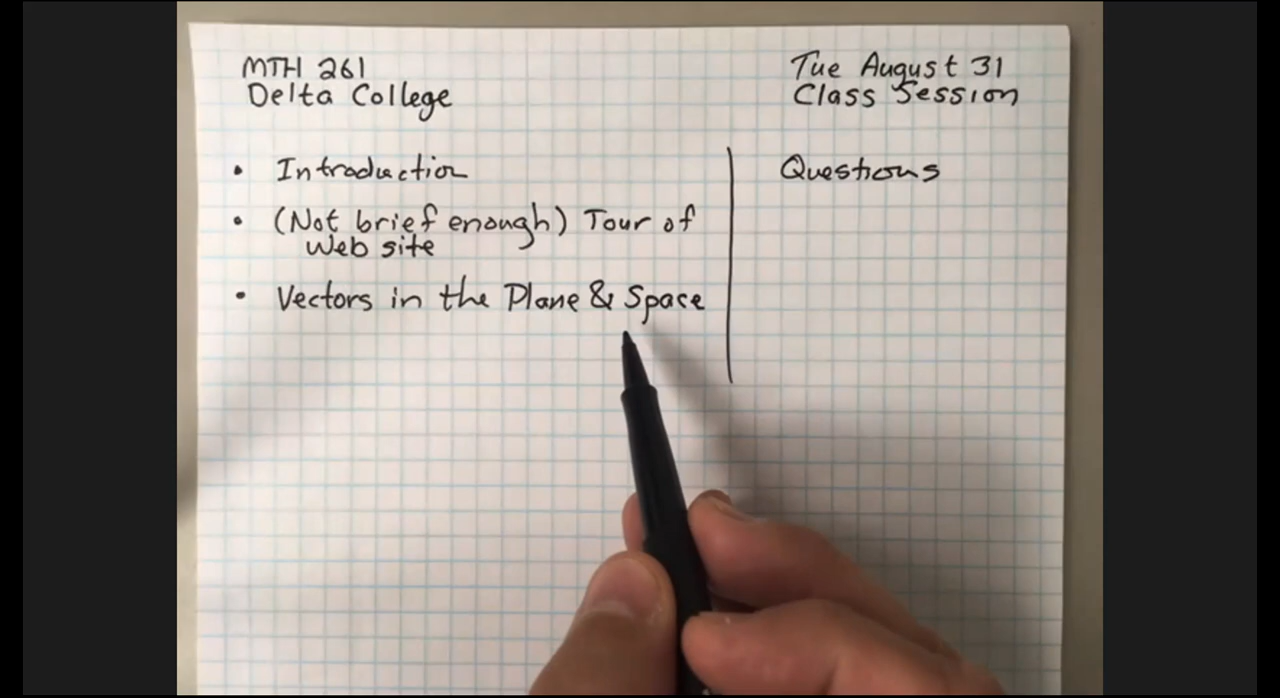 MTH 261
Delta College
Tue August 31
Class Session
• Introduction
• (Not brief enough) Tour of
Web site
• Vectors in the Plane & Space
Questions